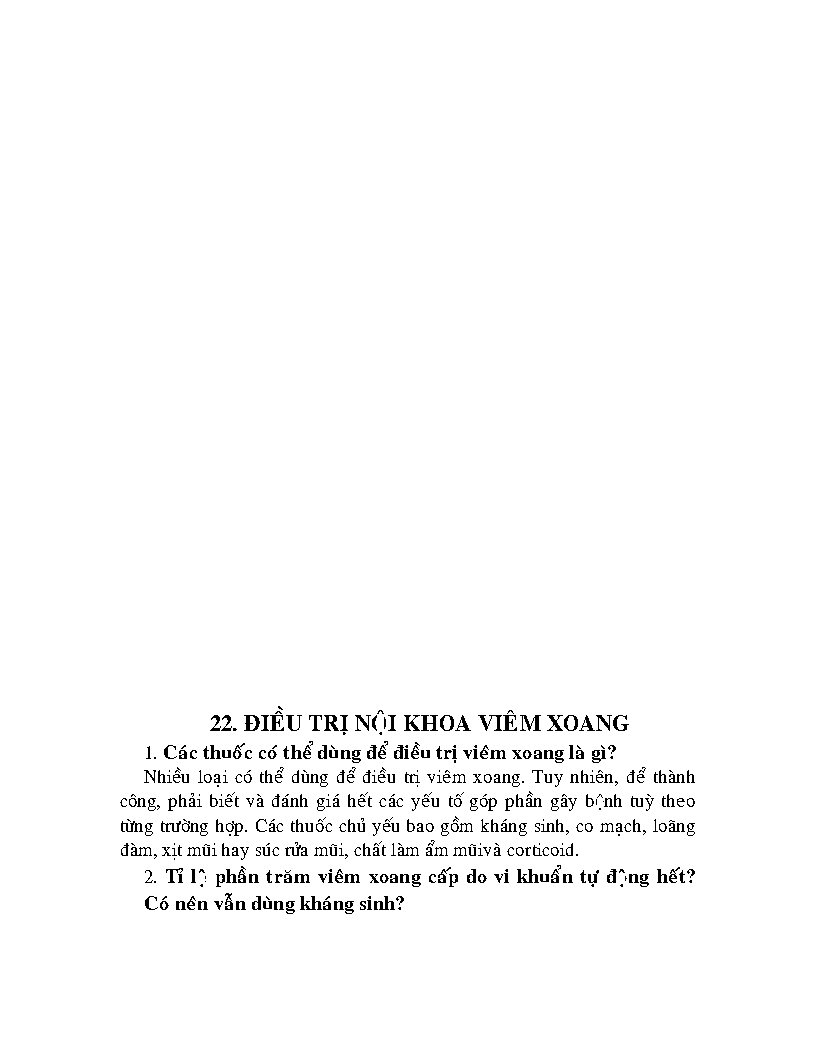 22. ĐIỀU TRỊ NỘI KHOA VIÊM XOANG
1. Các thuốc có thể dùng để điều trị viêm xoang là gì?
Nhiều loại có thể dùng để điều trị viêm xoang. Tuy nhiên, để thành
công, phải biết và đánh giá hết các yếu tố góp phần gây bệnh tuỳ theo
từng trường hợp. Các thuốc chủ yếu bao gồm kháng sinh, co mạch, loãng
đàm, xịt mũi hay súc rửa mũi, chất làm ẩm mũivà corticoid.
2. Tỉ lệ phần trăm viêm xoang cấp do vi khuẩn tự động hết?
Có nên vẫn dùng kháng sinh?